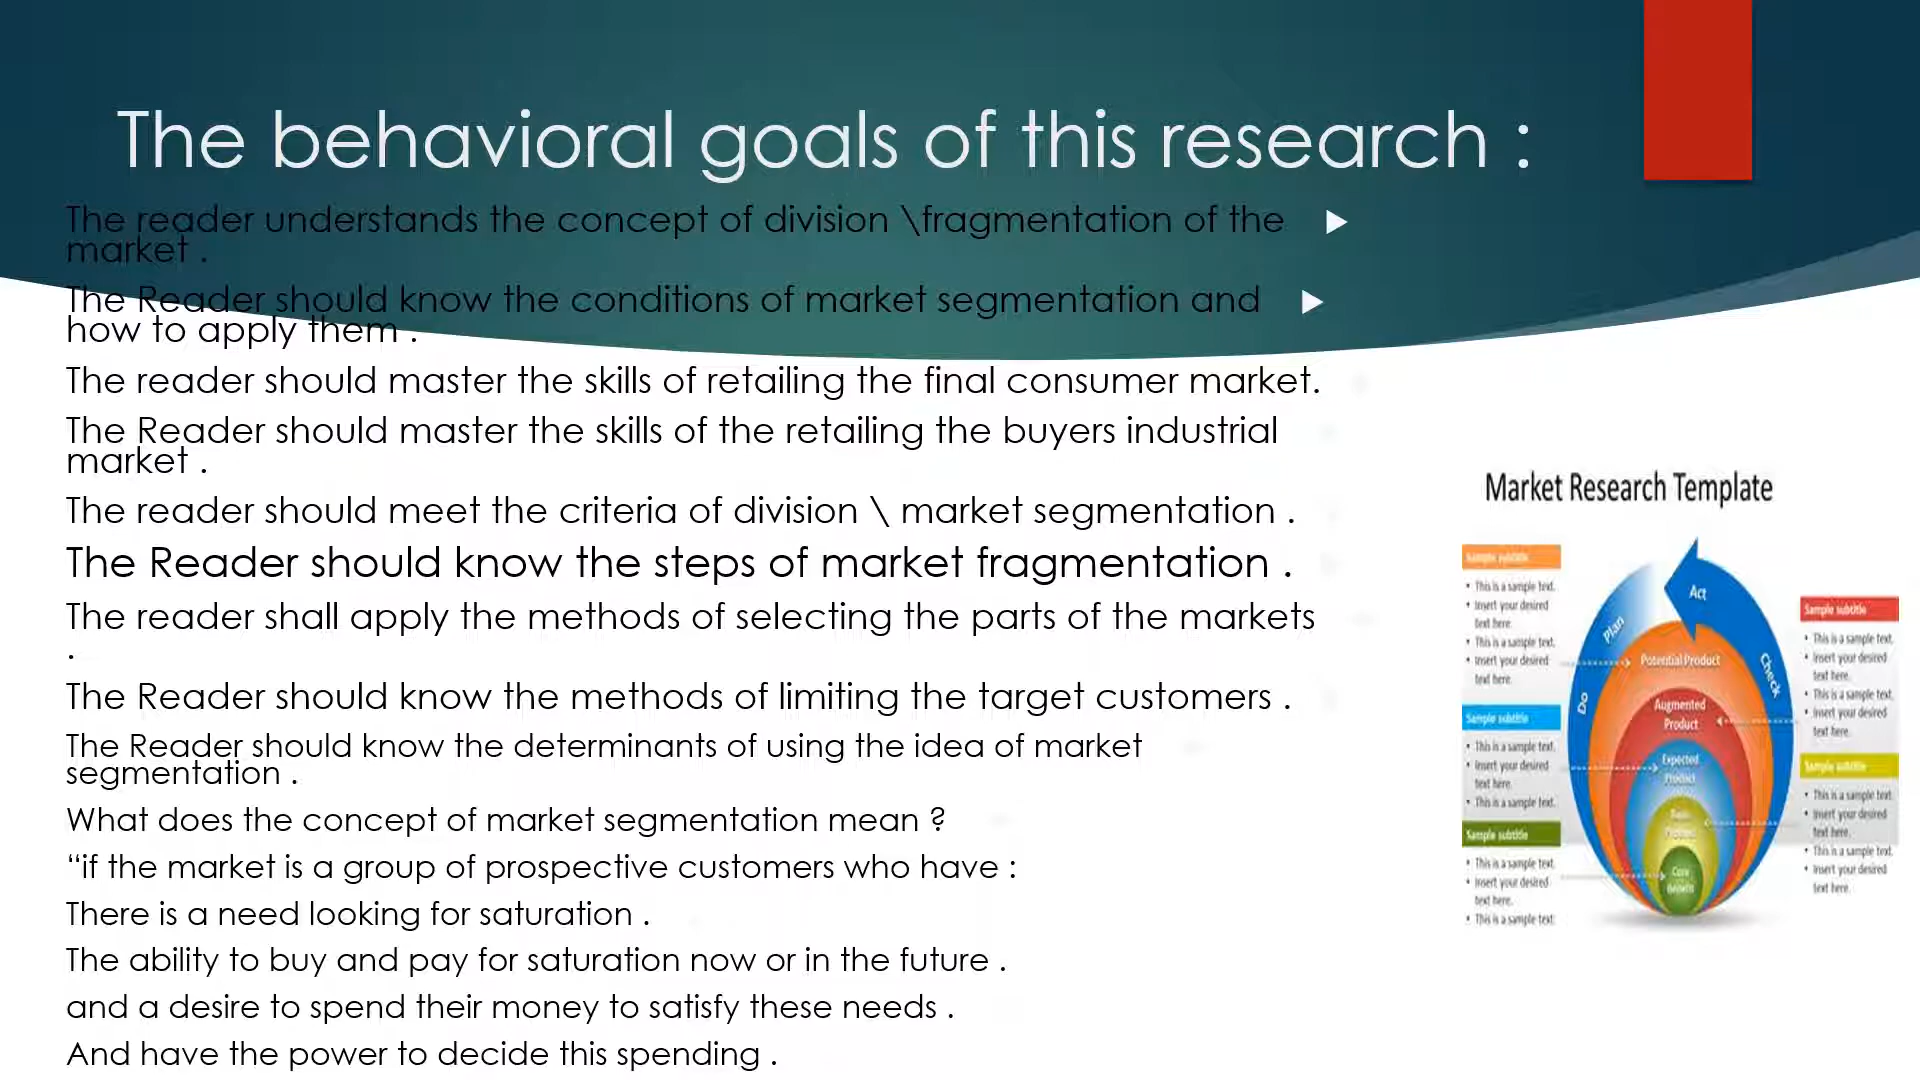 The behavioral goals of this research :
The reader understands the concept of division \fragmentation of the
market .
The Reader should know the conditions of market segmentation and
how to apply them .
The reader should master the skills of retailing the final consumer market.
The Reader should master the skills of the retailing the buyers industrial
market .
The reader should meet the criteria of division \ market segmentation .
The Reader should know the steps of market fragmentation .
The reader shall apply the methods of selecting the parts of the markets
.
The Reader should know the methods of limiting the target customers .
The Reader should know the determinants of using the idea of market
segmentation .
What does the concept of market segmentation mean ?
“if the market is a group of prospective customers who have :
There is a need looking for saturation .
The ability to buy and pay for saturation now or in the future .
and a desire to spend their money to satisfy these needs .
And have the power to decide this spending .
Market Research Template
Sample subtitle
• This is a sample text.
• Insert your desired
text here.
• This is a sample text.
• Insert your desired
text here.
Sample subtitle
• This is a sample text.
• Insert your desired
text here.
• This is a sample text.
Sample subtitle
• This is a sample text.
• Insert your desired
text here.
• This is a sample text.
Act
Plan
Do
Check
Potential Product
Augmented
Product
Expected
Product
Core
Benefit
Sample subtitle
• This is a sample text.
• Insert your desired
text here.
• This is a sample text.
• Insert your desired
text here.
Sample subtitle
• This is a sample text.
• Insert your desired
text here.
• This is a sample text.
• Insert your desired
text here.